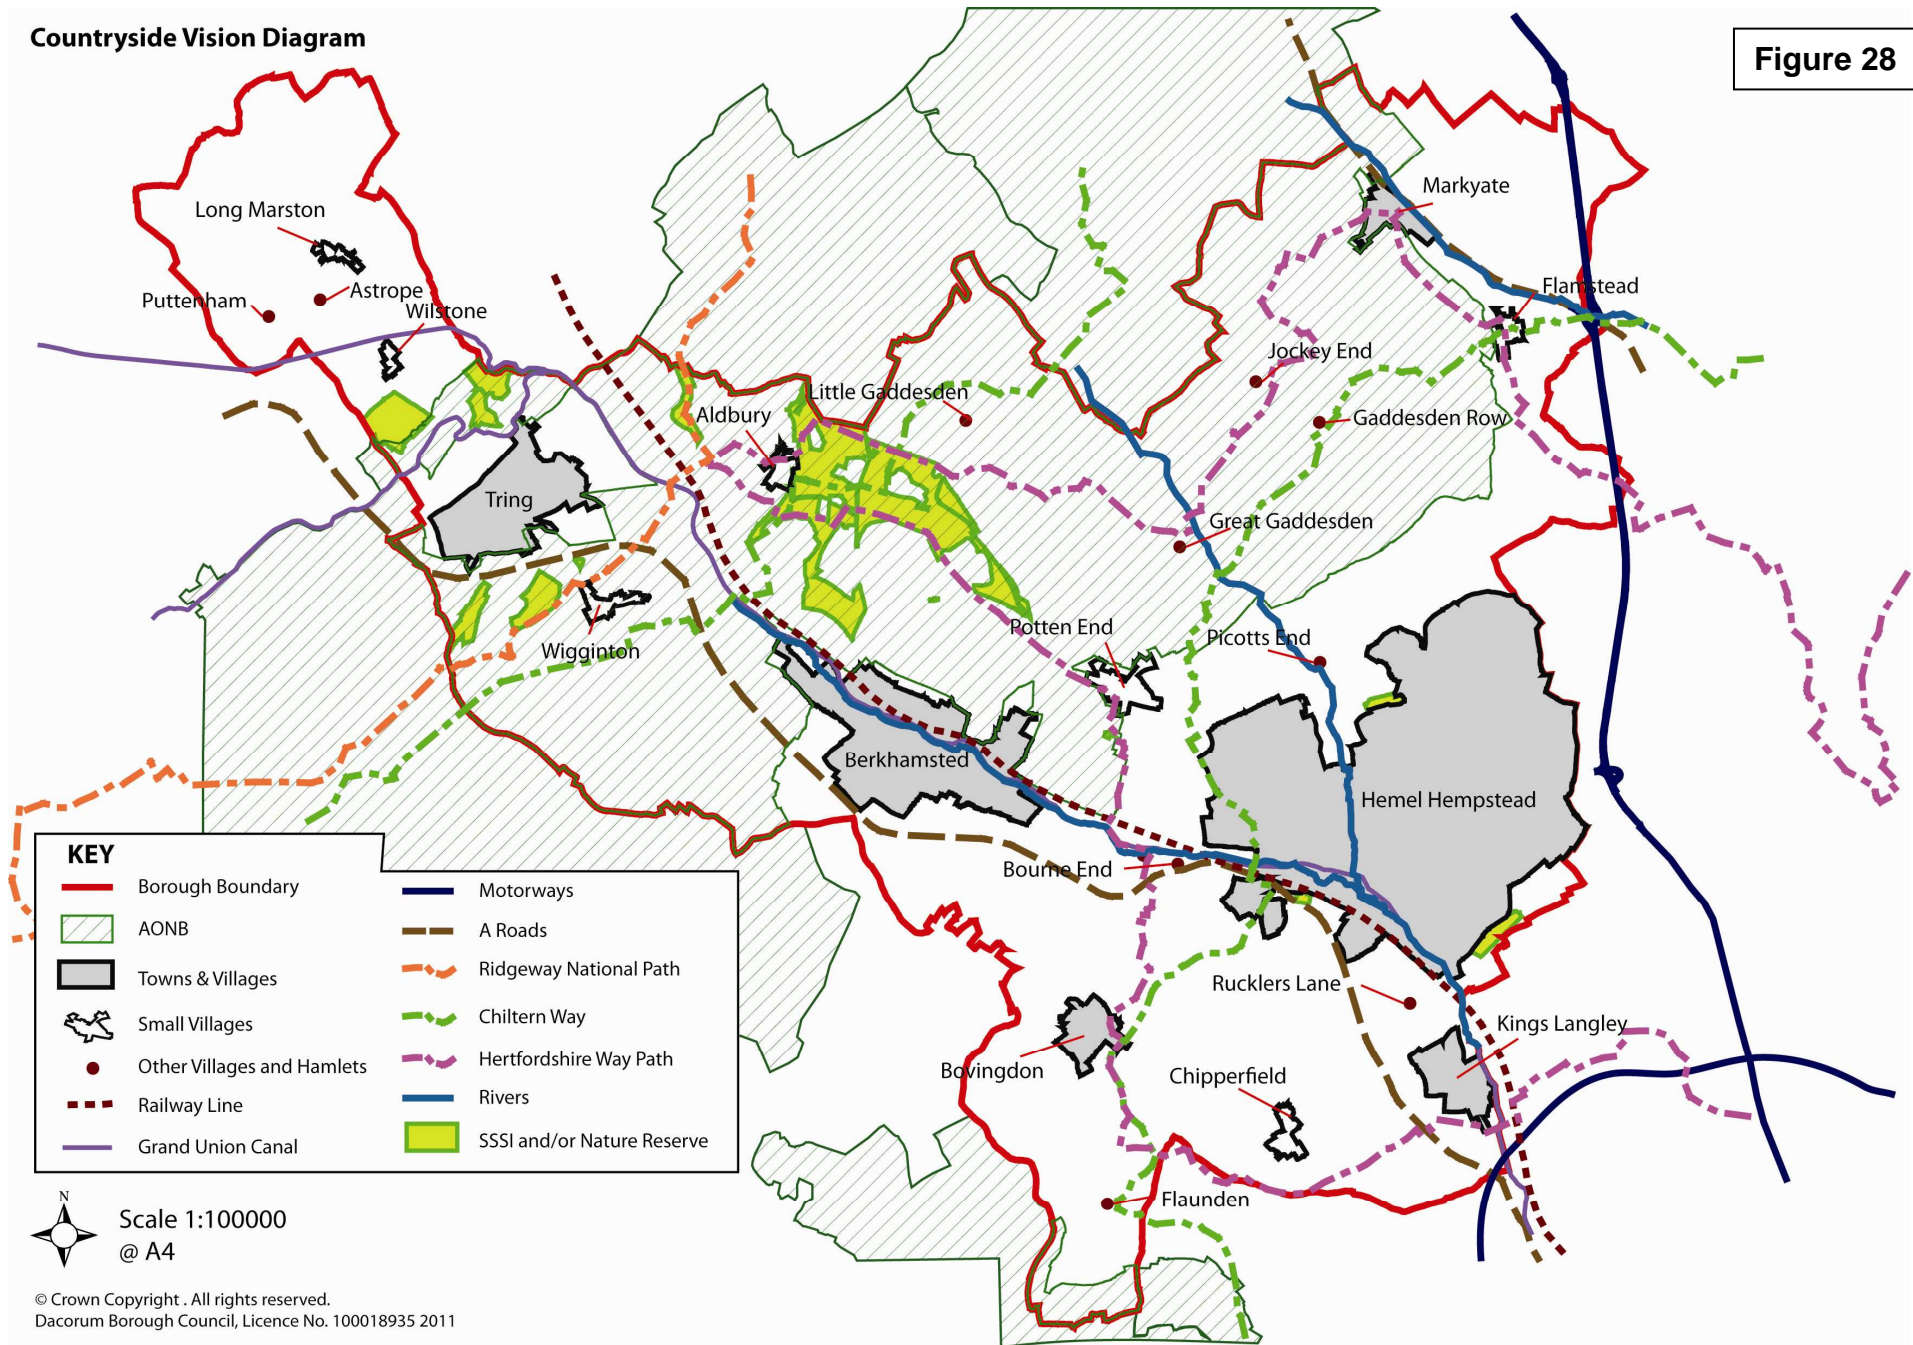 Countryside Vision Diagram
Figure 28
Markyate
Long Marston
Flamstead
Astrope
Puttenham
Wilstone
Jockey End
Little Gaddesden
Aldbury
Gaddesden Row
Tring
Great Gaddesden
Potten End
Picotts End
Wigginton
Berkhamsted
Hemel Hempstead
Bourne End
Rucklers Lane
Kings Langley
Bovingdon
Chipperfield
Flaunden
KEY
Borough Boundary
AONB
Towns & Villages
Small Villages
Other Villages and Hamlets
Railway Line
Grand Union Canal
Motorways
A Roads
Ridgeway National Path
Chiltern Way
Hertfordshire Way Path
Rivers
SSSI and/or Nature Reserve
N
Scale 1:100000
@ A4
© Crown Copyright . All rights reserved.
Dacorum Borough Council, Licence No. 100018935 2011